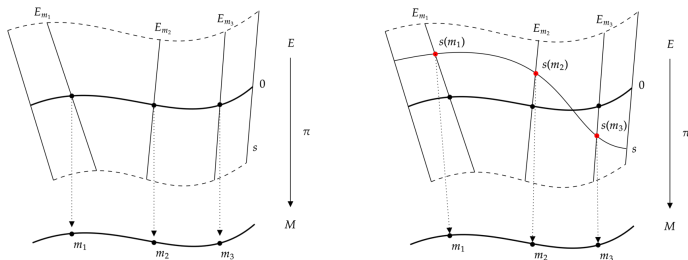 E_{m_1}
E_{m_2}
E_{m_3}
E
0
π
s
M
m_1
m_2
m_3
E_{m_1}
s(m_1)
E_{m_2}
s(m_2)
E_{m_3}
E
0
s(m_3)
π
s
M
m_1
m_2
m_3